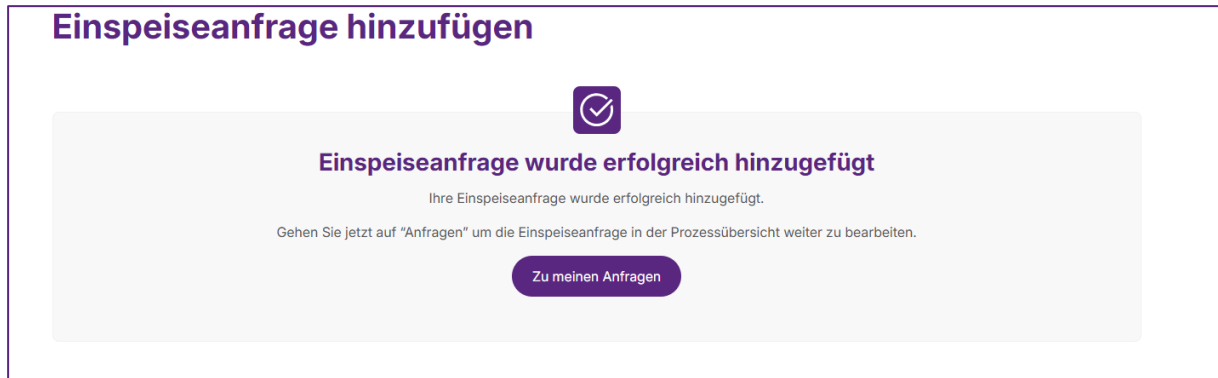 Einspeiseanfrage hinzufügen
Einspeiseanfrage wurde erfolgreich hinzugefügt
Ihre Einspeiseanfrage wurde erfolgreich hinzugefügt.
Gehen Sie jetzt auf “Anfragen” um die Einspeiseanfrage in der Prozessübersicht weiter zu bearbeiten.
Zu meinen Anfragen